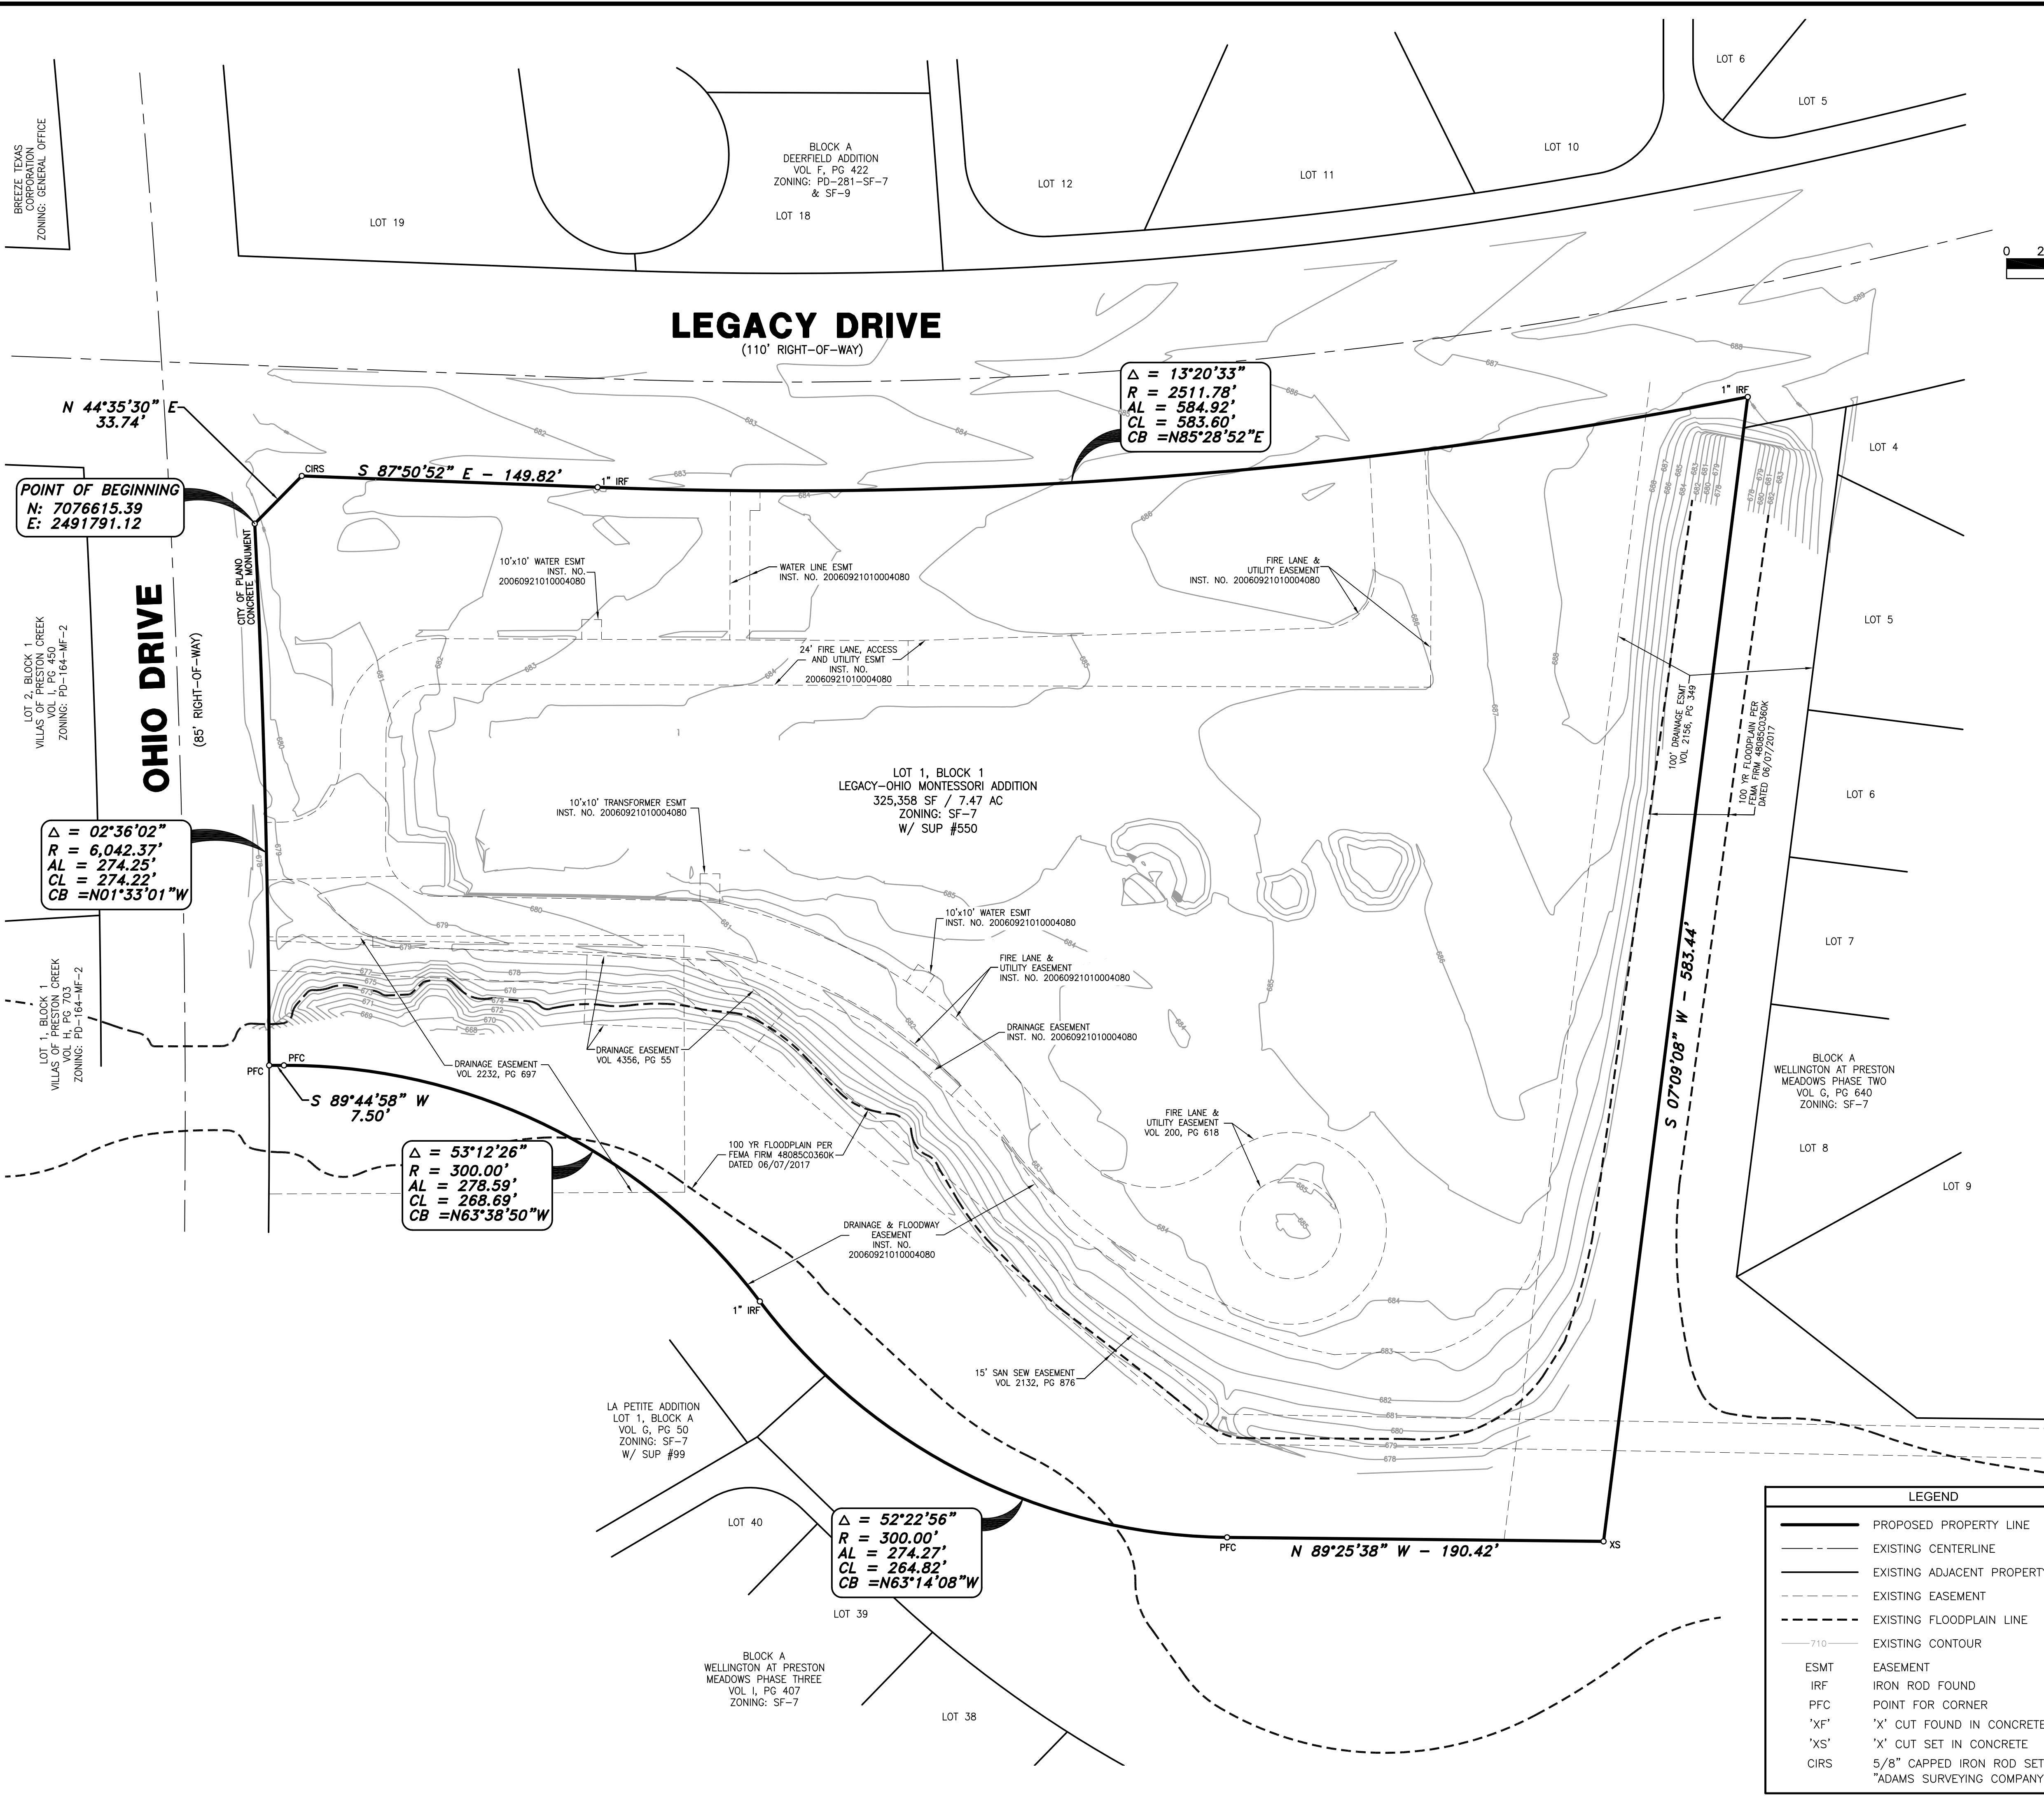 LOT 6
LOT 5
BREEZE TEXAS
CORPORATION
ZONING: GENERAL OFFICE
BLOCK A
DEERFIELD ADDITION
VOL F, PG 422
ZONING: PD-281-SF-7
& SF-9
LOT 18
LOT 19
LOT 12
LOT 11
LOT 10
0 2
LEGACY DRIVE
(110' RIGHT-OF-WAY)
Δ = 13°20'33"
R = 2511.78'
AL = 584.92'
CL = 583.60'
CB =N85°28'52"E
N 44°35'30" E
33.74'
CIRS
S 87°50'52" E - 149.82'
1" IRF
1" IRF
POINT OF BEGINNING
N: 7076615.39
E: 2491791.12
CITY OF PLANO
CONCRETE MONUMENT
OHIO DRIVE
(85' RIGHT-OF-WAY)
LOT 2, BLOCK 1
VILLAS OF PRESTON CREEK
VOL I, PG 450
ZONING: PD-164-MF-2
10'x10' WATER ESMT
INST. NO.
20060921010004080
WATER LINE ESMT
INST. NO. 20060921010004080
FIRE LANE &
UTILITY EASEMENT
INST. NO. 20060921010004080
24' FIRE LANE, ACCESS
AND UTILITY ESMT
INST. NO.
20060921010004080
LOT 4
LOT 5
LOT 6
LOT 7
100' DRAINAGE ESMT
VOL 2156, PG 349
100 YR FLOODPLAIN PER
FEMA FIRM 48085C0360K
DATED 06/07/2017
LOT 1, BLOCK 1
LEGACY-OHIO MONTESSORI ADDITION
325,358 SF / 7.47 AC
ZONING: SF-7
W/ SUP #550
10'x10' TRANSFORMER ESMT
INST. NO. 20060921010004080
Δ = 02°36'02"
R = 6,042.37'
AL = 274.25'
CL = 274.22'
CB =N01°33'01"W
LOT 1, BLOCK 1
VILLAS OF PRESTON CREEK
VOL H, PG 703
ZONING: PD-164-MF-2
10'x10' WATER ESMT
INST. NO. 20060921010004080
FIRE LANE &
UTILITY EASEMENT
INST. NO. 20060921010004080
DRAINAGE EASEMENT
INST. NO. 20060921010004080
DRAINAGE EASEMENT
VOL 4356, PG 55
DRAINAGE EASEMENT
VOL 2232, PG 697
PFC
PFC
S 89°44'58" W
7.50'
S 07°09'08" W - 583.44'
BLOCK A
WELLINGTON AT PRESTON
MEADOWS PHASE TWO
VOL G, PG 640
ZONING: SF-7
LOT 8
LOT 9
FIRE LANE &
UTILITY EASEMENT
VOL 200, PG 618
100 YR FLOODPLAIN PER
FEMA FIRM 48085C0360K
DATED 06/07/2017
Δ = 53°12'26"
R = 300.00'
AL = 278.59'
CL = 268.69'
CB =N63°38'50"W
DRAINAGE & FLOODWAY
EASEMENT
INST. NO.
20060921010004080
1" IRF
15' SAN SEW EASEMENT
VOL 2132, PG 876
LA PETITE ADDITION
LOT 1, BLOCK A
VOL G, PG 50
ZONING: SF-7
W/ SUP #99
LOT 40
Δ = 52°22'56"
R = 300.00'
AL = 274.27'
CL = 264.82'
CB =N63°14'08"W
PFC
N 89°25'38" W - 190.42'
XS
LOT 39
BLOCK A
WELLINGTON AT PRESTON
MEADOWS PHASE THREE
VOL I, PG 407
ZONING: SF-7
LOT 38
LEGEND
PROPOSED PROPERTY LINE
EXISTING CENTERLINE
EXISTING ADJACENT PROPERTY
EXISTING EASEMENT
EXISTING FLOODPLAIN LINE
710 EXISTING CONTOUR
ESMT EASEMENT
IRF IRON ROD FOUND
PFC POINT FOR CORNER
'XF' 'X' CUT FOUND IN CONCRETE
'XS' 'X' CUT SET IN CONCRETE
CIRS 5/8" CAPPED IRON ROD SET
"ADAMS SURVEYING COMPANY